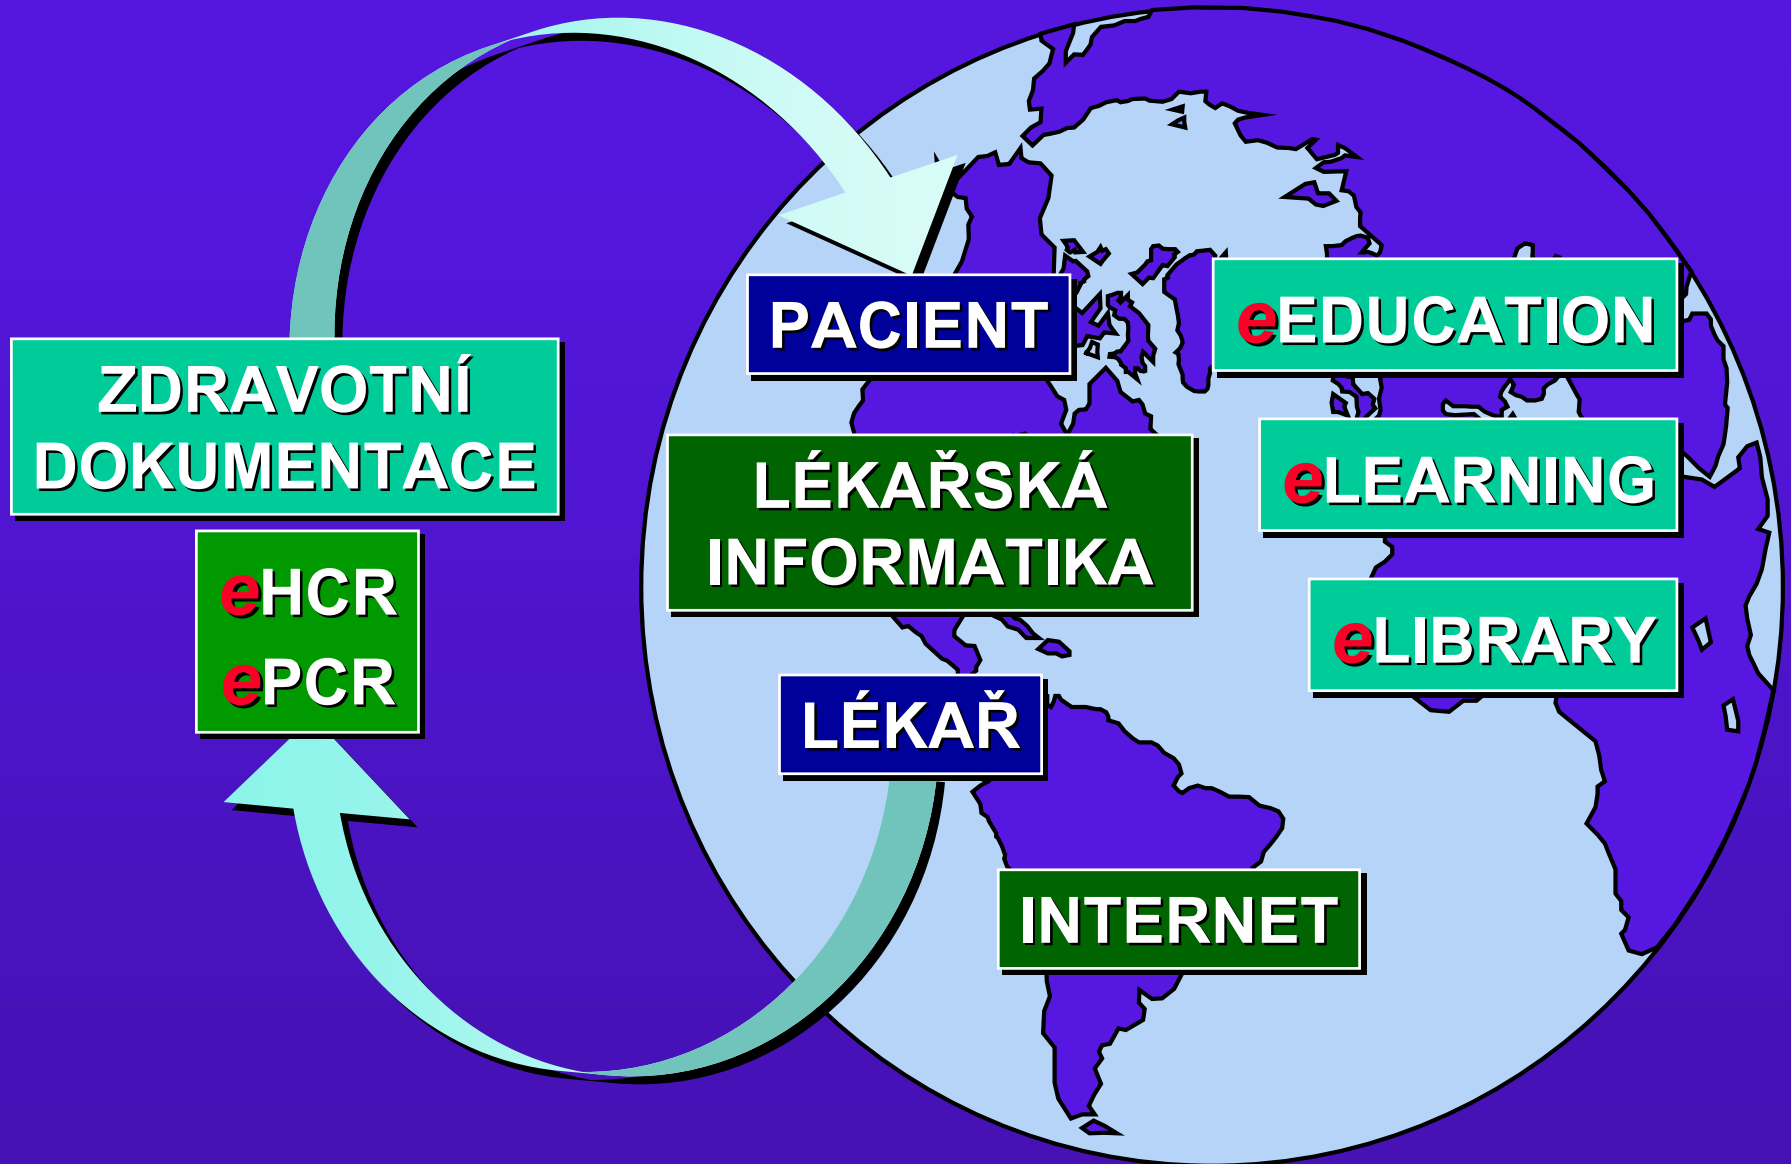 ZDRAVOTNÍ
DOKUMENTACE
eHCR
ePCR
PACIENT
LÉKAŘSKÁ
INFORMATIKA
LÉKAŘ
INTERNET
eEDUCATION
eLEARNING
eLIBRARY